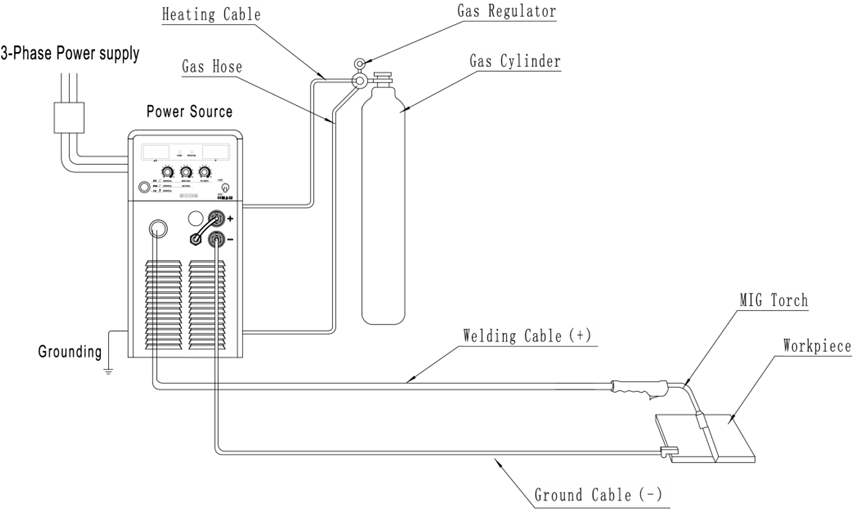 Heating Cable
Gas Regulator
3-Phase Power supply
Gas Hose
Gas Cylinder
Power Source
+
−
MIG Torch
Welding Cable(+)
Workpiece
Grounding
Ground Cable(-)